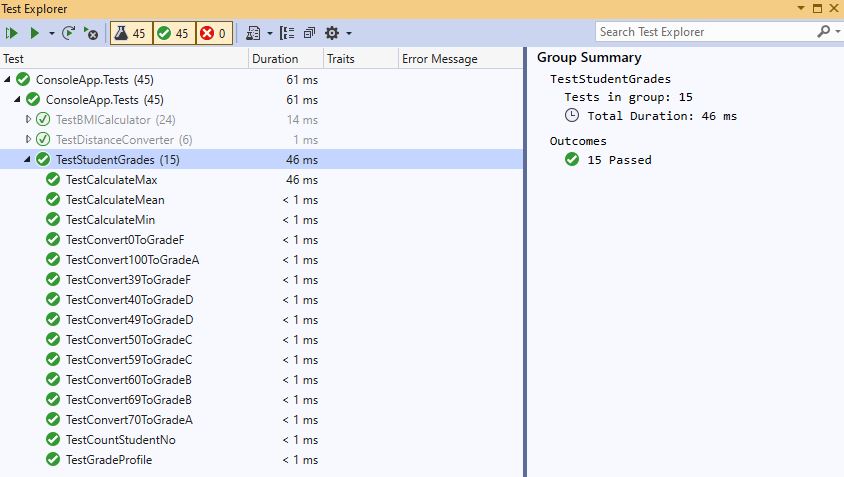 Test Explorer
45 45 0 Search Test Explorer
Test Duration Traits Error Message
ConsoleApp.Tests (45) 61 ms
ConsoleApp.Tests (45) 61 ms
TestBMICalculator (24) 14 ms
TestDistanceConverter (6) 1 ms
TestStudentGrades (15) 46 ms
TestCalculateMax 46 ms
TestCalculateMean < 1 ms
TestCalculateMin < 1 ms
TestConvert0ToGradeF < 1 ms
TestConvert100ToGradeA < 1 ms
TestConvert39ToGradeF < 1 ms
TestConvert40ToGradeD < 1 ms
TestConvert49ToGradeD < 1 ms
TestConvert50ToGradeC < 1 ms
TestConvert59ToGradeC < 1 ms
TestConvert60ToGradeB < 1 ms
TestConvert69ToGradeB < 1 ms
TestConvert70ToGradeA < 1 ms
TestCountStudentNo < 1 ms
TestGradeProfile < 1 ms
Group Summary
TestStudentGrades
Tests in group: 15
Total Duration: 46 ms
Outcomes
15 Passed